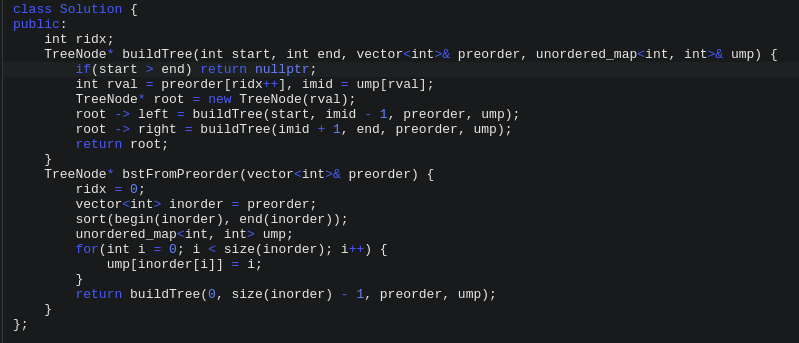 class Solution {
public:
    int ridx;
    TreeNode* buildTree(int start, int end, vector<int>& preorder, unordered_map<int, int>& ump) {
        if(start > end) return nullptr;
        int rval = preorder[ridx++], imid = ump[rval];
        TreeNode* root = new TreeNode(rval);
        root -> left = buildTree(start, imid - 1, preorder, ump);
        root -> right = buildTree(imid + 1, end, preorder, ump);
        return root;
    }
    TreeNode* bstFromPreorder(vector<int>& preorder) {
        ridx = 0;
        vector<int> inorder = preorder;
        sort(begin(inorder), end(inorder));
        unordered_map<int, int> ump;
        for(int i = 0; i < size(inorder); i++) {
            ump[inorder[i]] = i;
        }
        return buildTree(0, size(inorder) - 1, preorder, ump);
    }
};